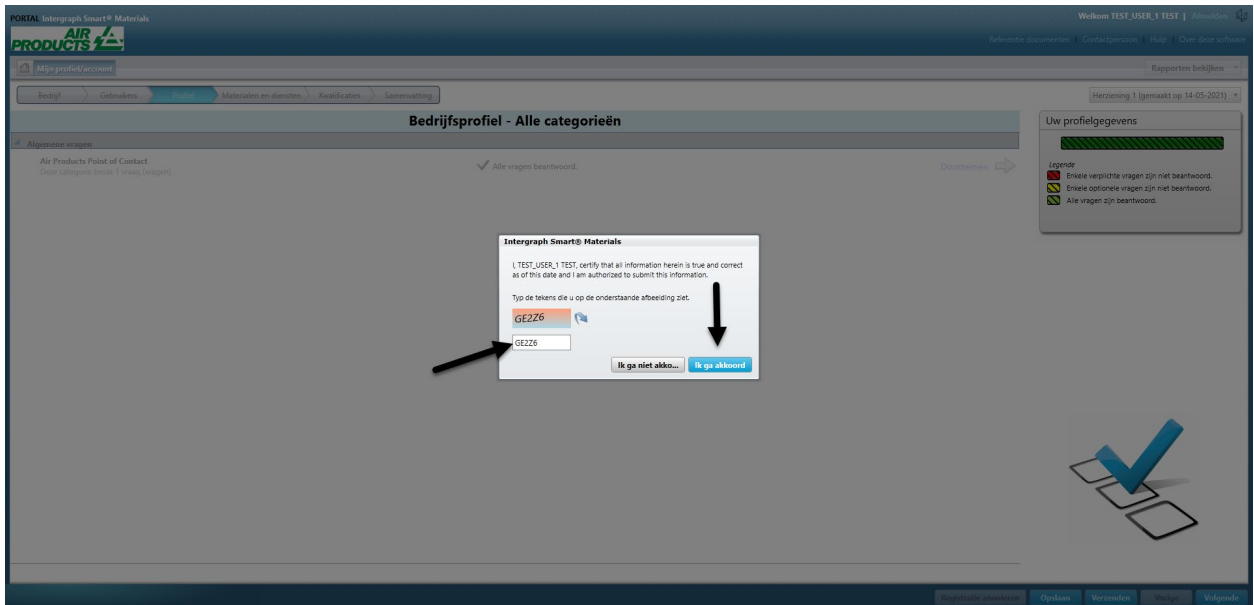 PORTAL Intergraph Smart® Materials
Welkom TEST_USER_1 TEST | Afmelden
AIR
PRODUCTS
Referentie documenten | Contactpersoon | Hulp | Over deze software
Mijn profiel/account
Rapporten bekijken
Bedrijf
Gebruikers
Profiel
Materialen en diensten
Kwalificaties
Samenvatting
Herziening 1 (gemaakt op 14-05-2021)
Bedrijfsprofiel - Alle categorieën
Uw profielgegevens
Algemene vragen
Air Products Point of Contact
Deze categorie bevat 1 vraag (vragen)
Alle vragen beantwoord.
Doornemen
Legende
Enkele verplichte vragen zijn niet beantwoord.
Enkele optionele vragen zijn niet beantwoord.
Alle vragen zijn beantwoord.
Intergraph Smart® Materials
I, TEST_USER_1 TEST, certify that all information herein is true and correct
as of this date and I am authorized to submit this information.
Typ de tekens die u op de onderstaande afbeelding ziet.
GE2Z6
GE2Z6
Ik ga niet akko...
Ik ga akkoord
Registratie annuleren
Opslaan
Verzenden
Vorige
Volgende